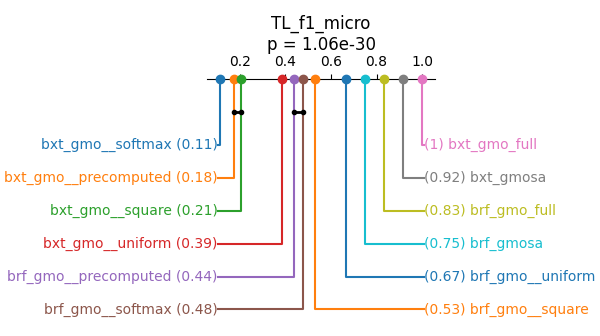 TL_f1_micro
p = 1.06e-30
0.2 0.4 0.6 0.8 1.0
bxt_gmo__softmax (0.11) (1) bxt_gmo_full
bxt_gmo__precomputed (0.18) (0.92) bxt_gmosa
bxt_gmo__square (0.21) (0.83) brf_gmo_full
bxt_gmo__uniform (0.39) (0.75) brf_gmosa
brf_gmo__precomputed (0.44) (0.67) brf_gmo__uniform
brf_gmo__softmax (0.48) (0.53) brf_gmo__square